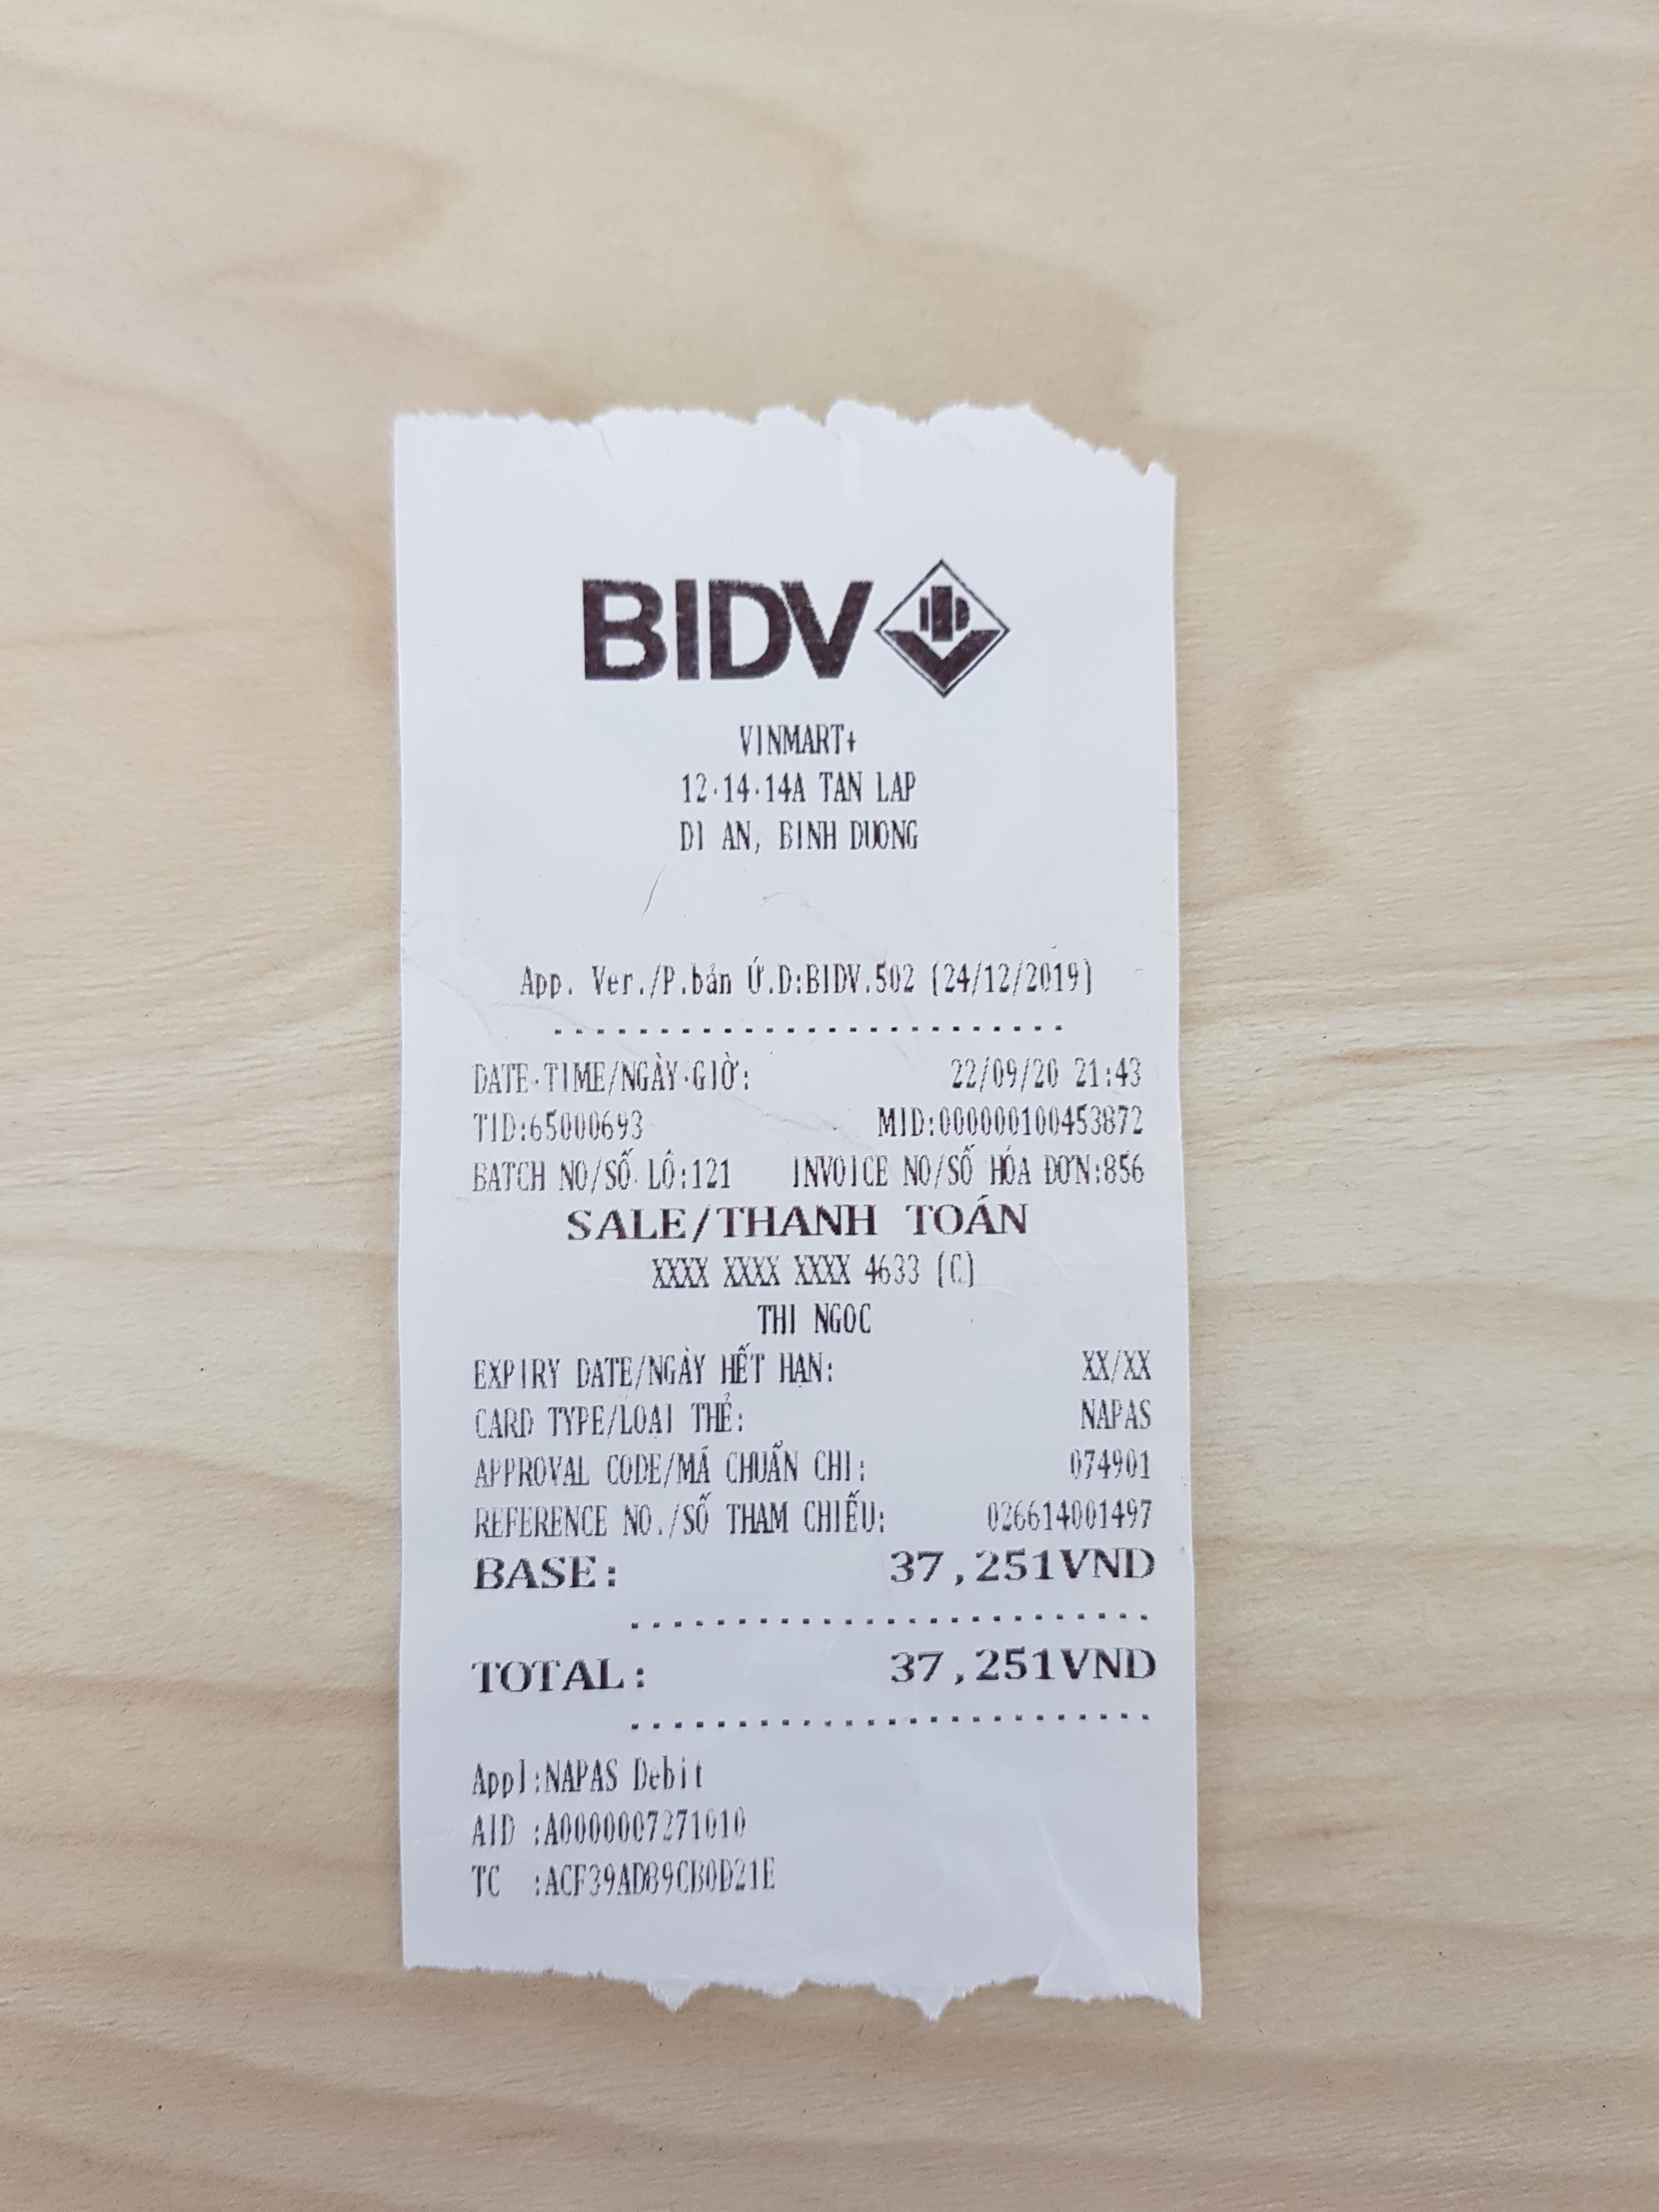 BIDV
VINMART+
12-14-14A TAN LAP
DI AN, BINH DUONG
App. Ver./P.bản Ứ.D:BIDV.502 (24/12/2019)
DATE-TIME/NGÀY-GIỜ: 22/09/20 21:43
TID:65000693 MID:000000100453872
BATCH NO/SỐ LÔ:121 INVOICE NO/SỐ HÓA ĐƠN:856
SALE/THANH TOÁN
XXXX XXXX XXXX 4633 (C)
THI NGOC
EXPIRY DATE/NGÀY HẾT HẠN: XX/XX
CARD TYPE/LOẠI THẺ: NAPAS
APPROVAL CODE/MÃ CHUẨN CHI: 074901
REFERENCE NO./SỐ THAM CHIẾU: 026614001497
BASE: 37,251VND
TOTAL: 37,251VND
Appl:NAPAS Debit
AID :A0000007271010
TC :ACF39AD89CB0D21E